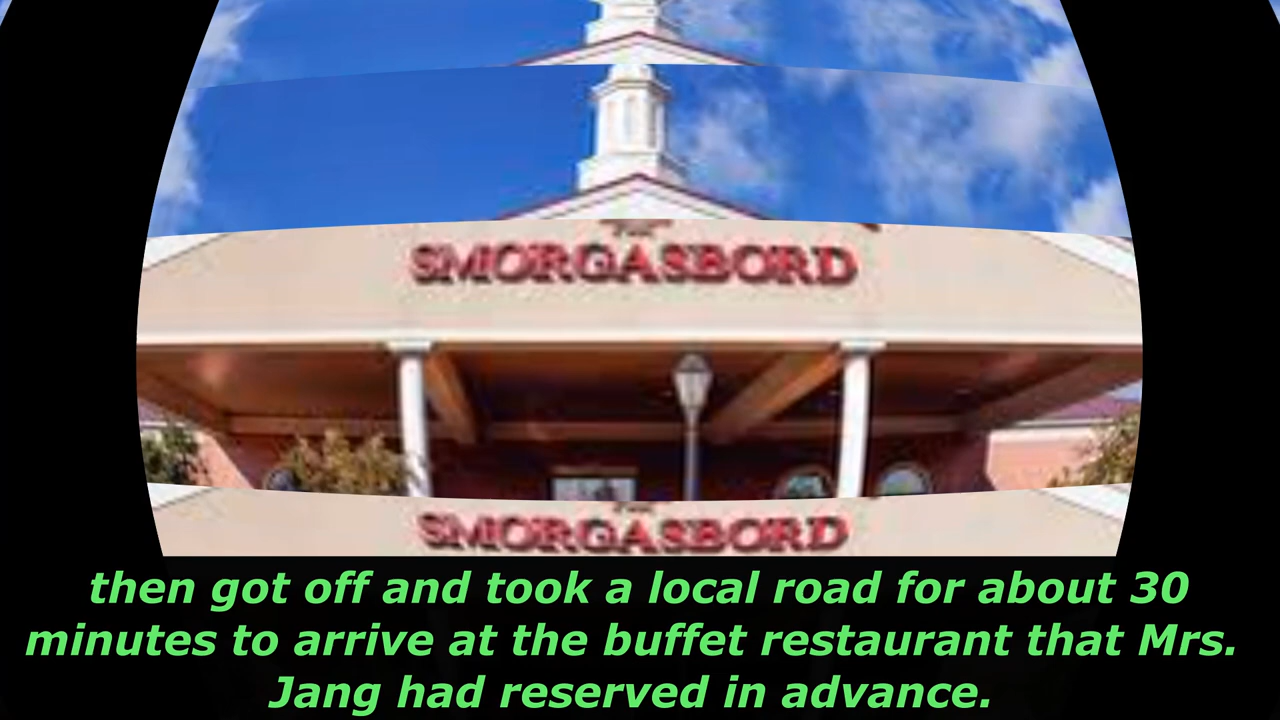 SMORGASBORD
SMORGASBORD
then got off and took a local road for about 30
minutes to arrive at the buffet restaurant that Mrs.
Jang had reserved in advance.